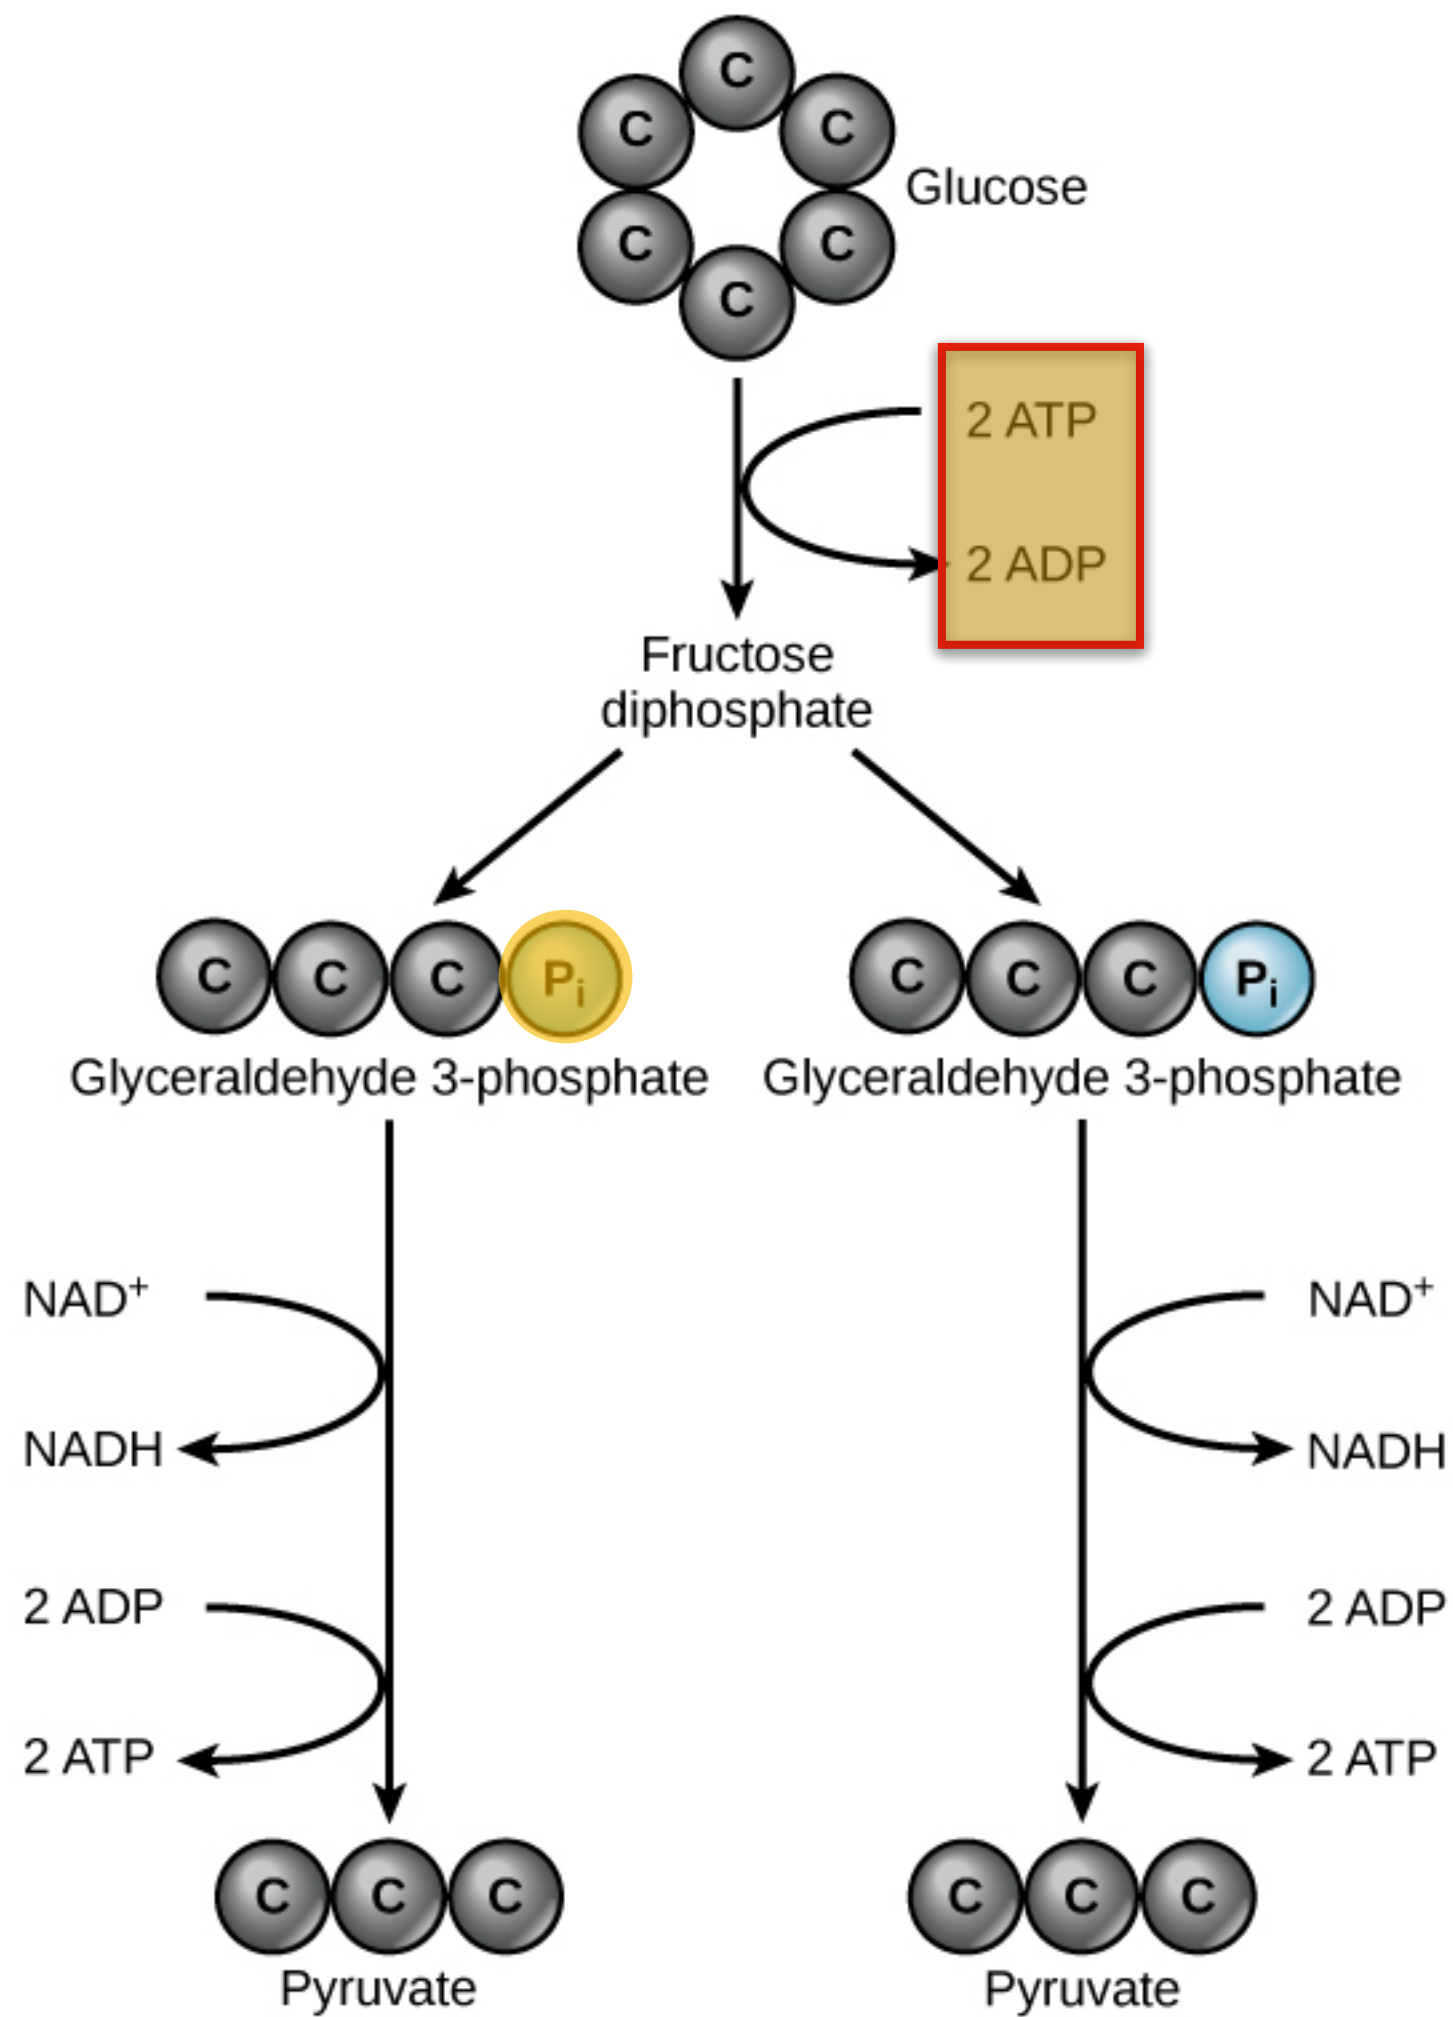 C
C
C
C
C
C
Glucose
2 ATP
2 ADP
Fructose
diphosphate
C C C Pi
C C C Pi
Glyceraldehyde 3-phosphate
Glyceraldehyde 3-phosphate
NAD+
NAD+
NADH
NADH
2 ADP
2 ADP
2 ATP
2 ATP
C C C
C C C
Pyruvate
Pyruvate